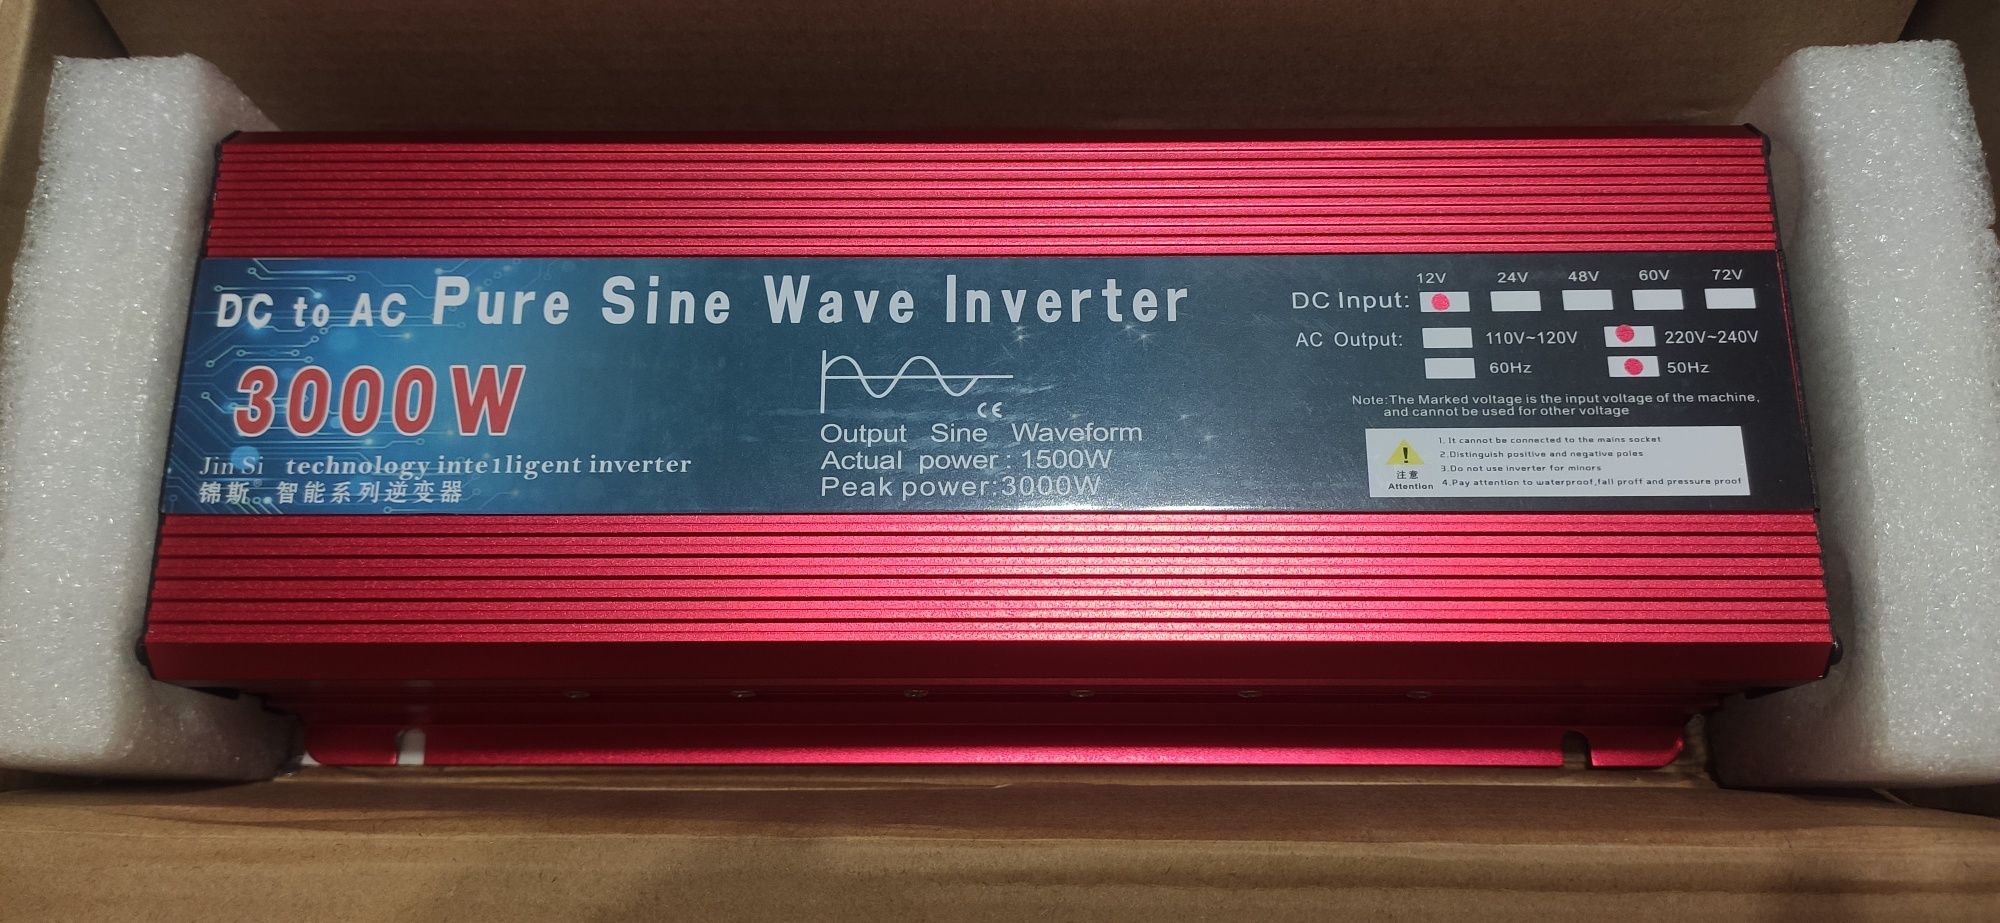 DC to AC Pure Sine Wave Inverter
3000W
Jin Si technology inte1ligent inverter
锦斯® 智能系列逆变器
CE
Output Sine Waveform
Actual power: 1500W
Peak power:3000W
12V 24V 48V 60V 72V
DC Input:
AC Output: 110V~120V 220V~240V
60Hz 50Hz
Note:The Marked voltage is the input voltage of the machine,
and cannot be used for other voltage
注意
Attention
1. It cannot be connected to the mains socket
2.Distinguish positive and negative poles
3.Do not use inverter for minors
4.Pay attention to waterproof,fall proff and pressure proof